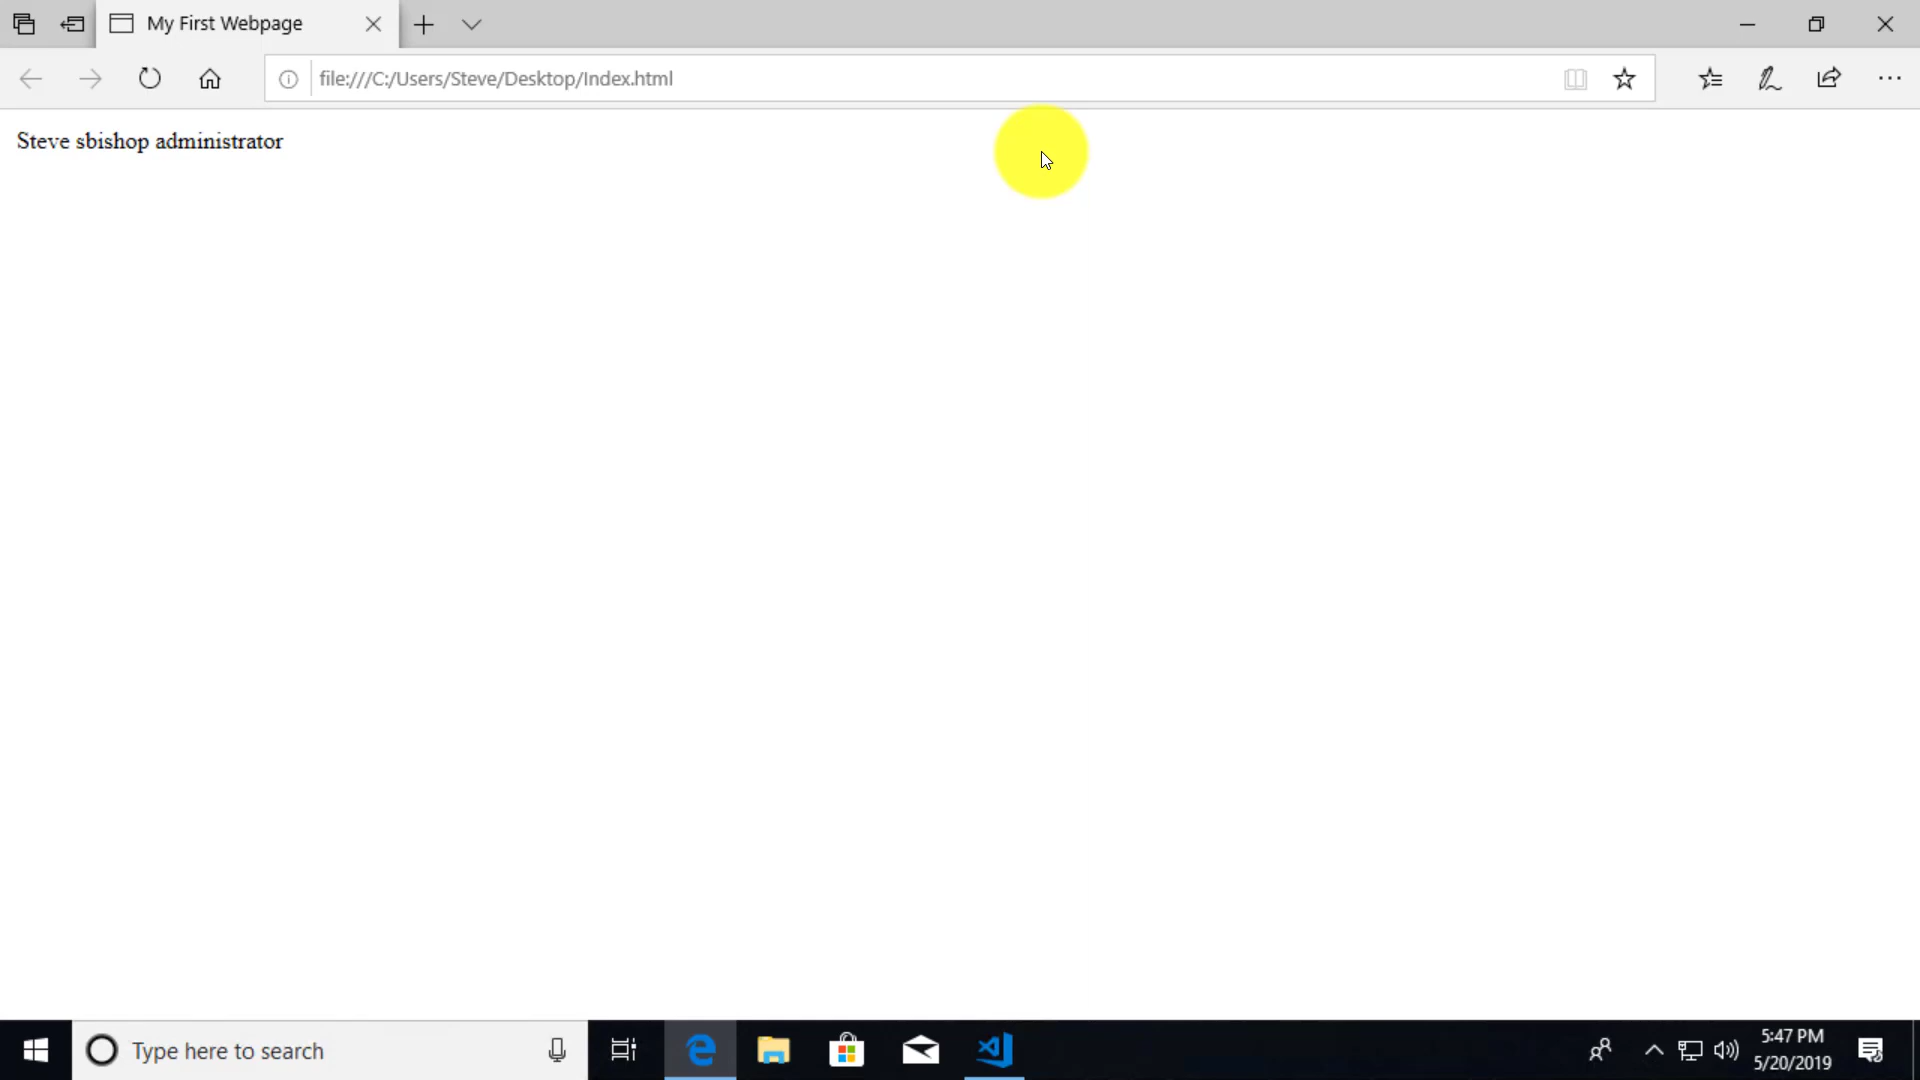 My First Webpage
file:///C:/Users/Steve/Desktop/Index.html
Steve sbishop administrator
Type here to search
5:47 PM
5/20/2019